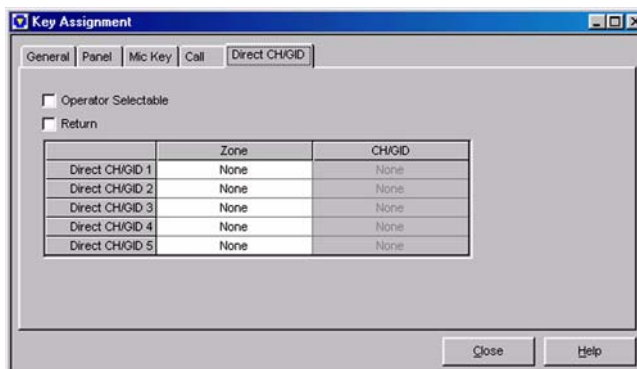 Key Assignment
General Panel Mic Key Call Direct CH/GID
Operator Selectable
Return
Zone CH/GID
Direct CH/GID 1 None None
Direct CH/GID 2 None None
Direct CH/GID 3 None None
Direct CH/GID 4 None None
Direct CH/GID 5 None None
Close Help